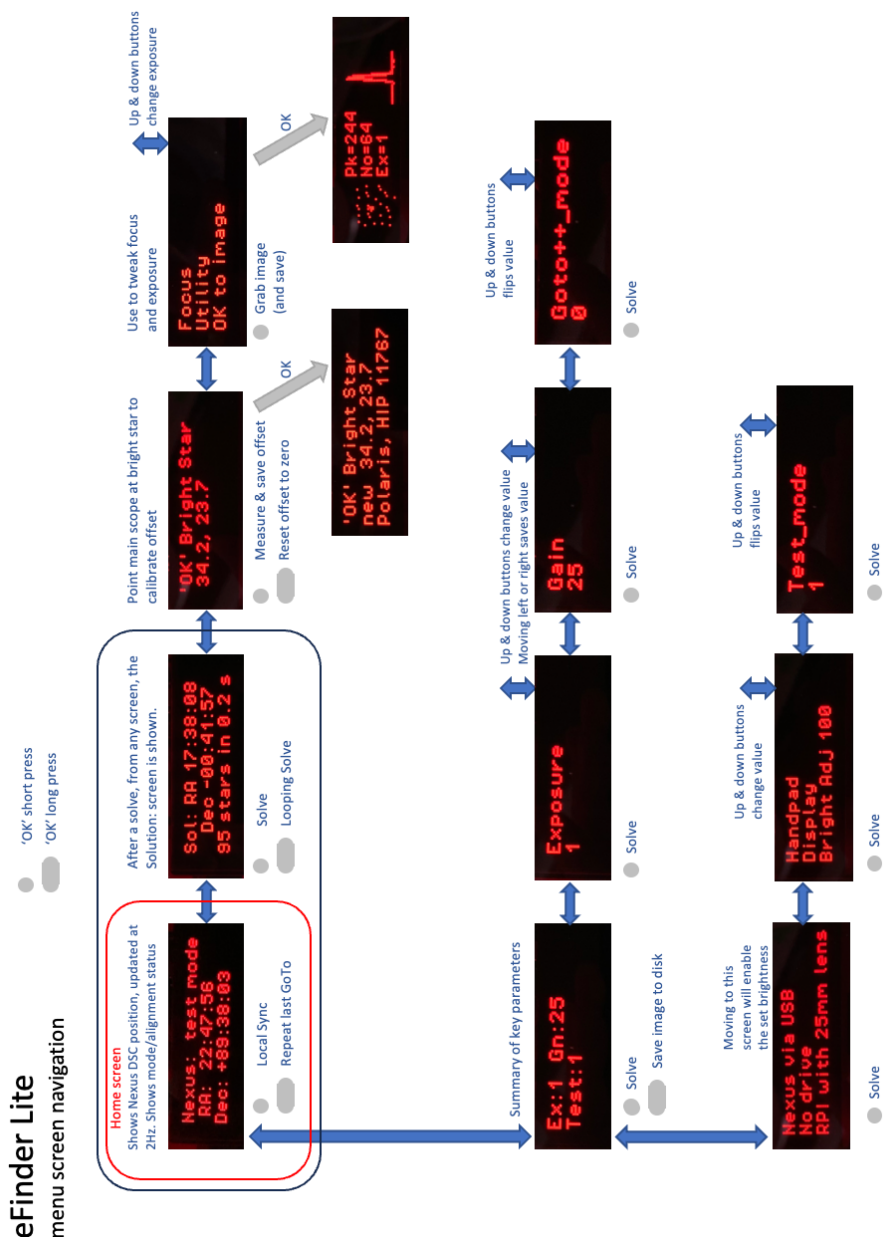 eFinder Lite
menu screen navigation
'OK' short press
'OK' long press
Home screen
Shows Nexus DSC position, updated at
2Hz. Shows mode/alignment status
Nexus: test mode
RA: 22:47:56
Dec: +89:38:03
Local Sync
Repeat last GoTo
After a solve, from any screen, the
Solution: screen is shown.
Sol: RA 17:38:08
Dec -00:41:57
95 stars in 0.2 s
Solve
Looping Solve
Point main scope at bright star to
calibrate offset
'OK' Bright Star
34.2, 23.7
Measure & save offset
Reset offset to zero
OK
'OK' Bright Star
new 34.2, 23.7
Polaris, HIP 11767
Use to tweak focus
and exposure
Up & down buttons
change exposure
Focus
Utility
OK to image
Grab image
(and save)
OK
Pk=244
No=64
Ex=1
Summary of key parameters
Ex:1 Gn:25
Test:1
Solve
Save image to disk
Up & down buttons change value
Moving left or right saves value
Exposure
1
Solve
Gain
25
Solve
Up & down buttons
flips value
Goto++_mode
0
Solve
Moving to this
screen will enable
the set brightness
Nexus via USB
No drive
RPI with 25mm lens
Solve
Up & down buttons
change value
Handpad
Display
Bright Adj 100
Solve
Up & down buttons
flips value
Test_mode
1
Solve